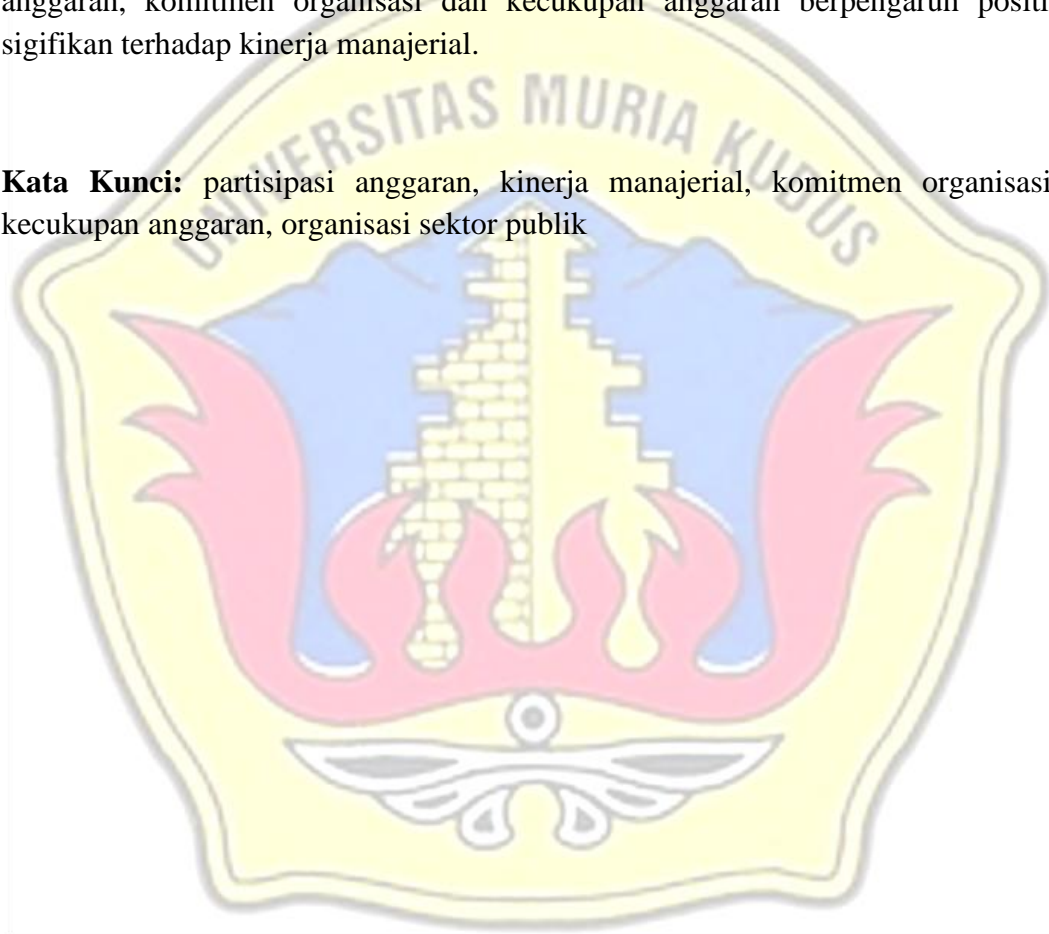 anggaran, komitmen organisasi dan kecukupan anggaran berpengaruh positi
sigifikan terhadap kinerja manajerial.
UNIVERSITAS MURIA KUDUS
Kata Kunci: partisipasi anggaran, kinerja manajerial, komitmen organisasi
kecukupan anggaran, organisasi sektor publik